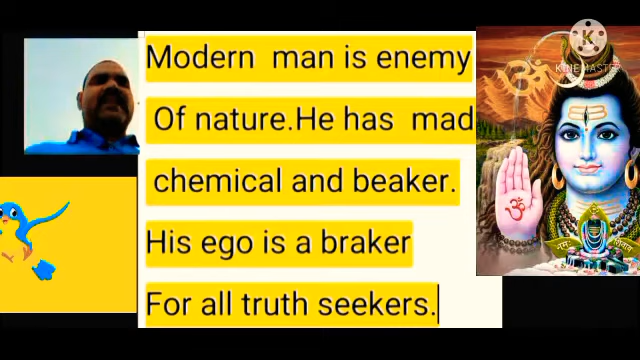 Modern man is enemy
Of nature.He has mad
chemical and beaker.
His ego is a braker
For all truth seekers.
KINEMASTER
ॐ
ॐ
नमः शिवाय